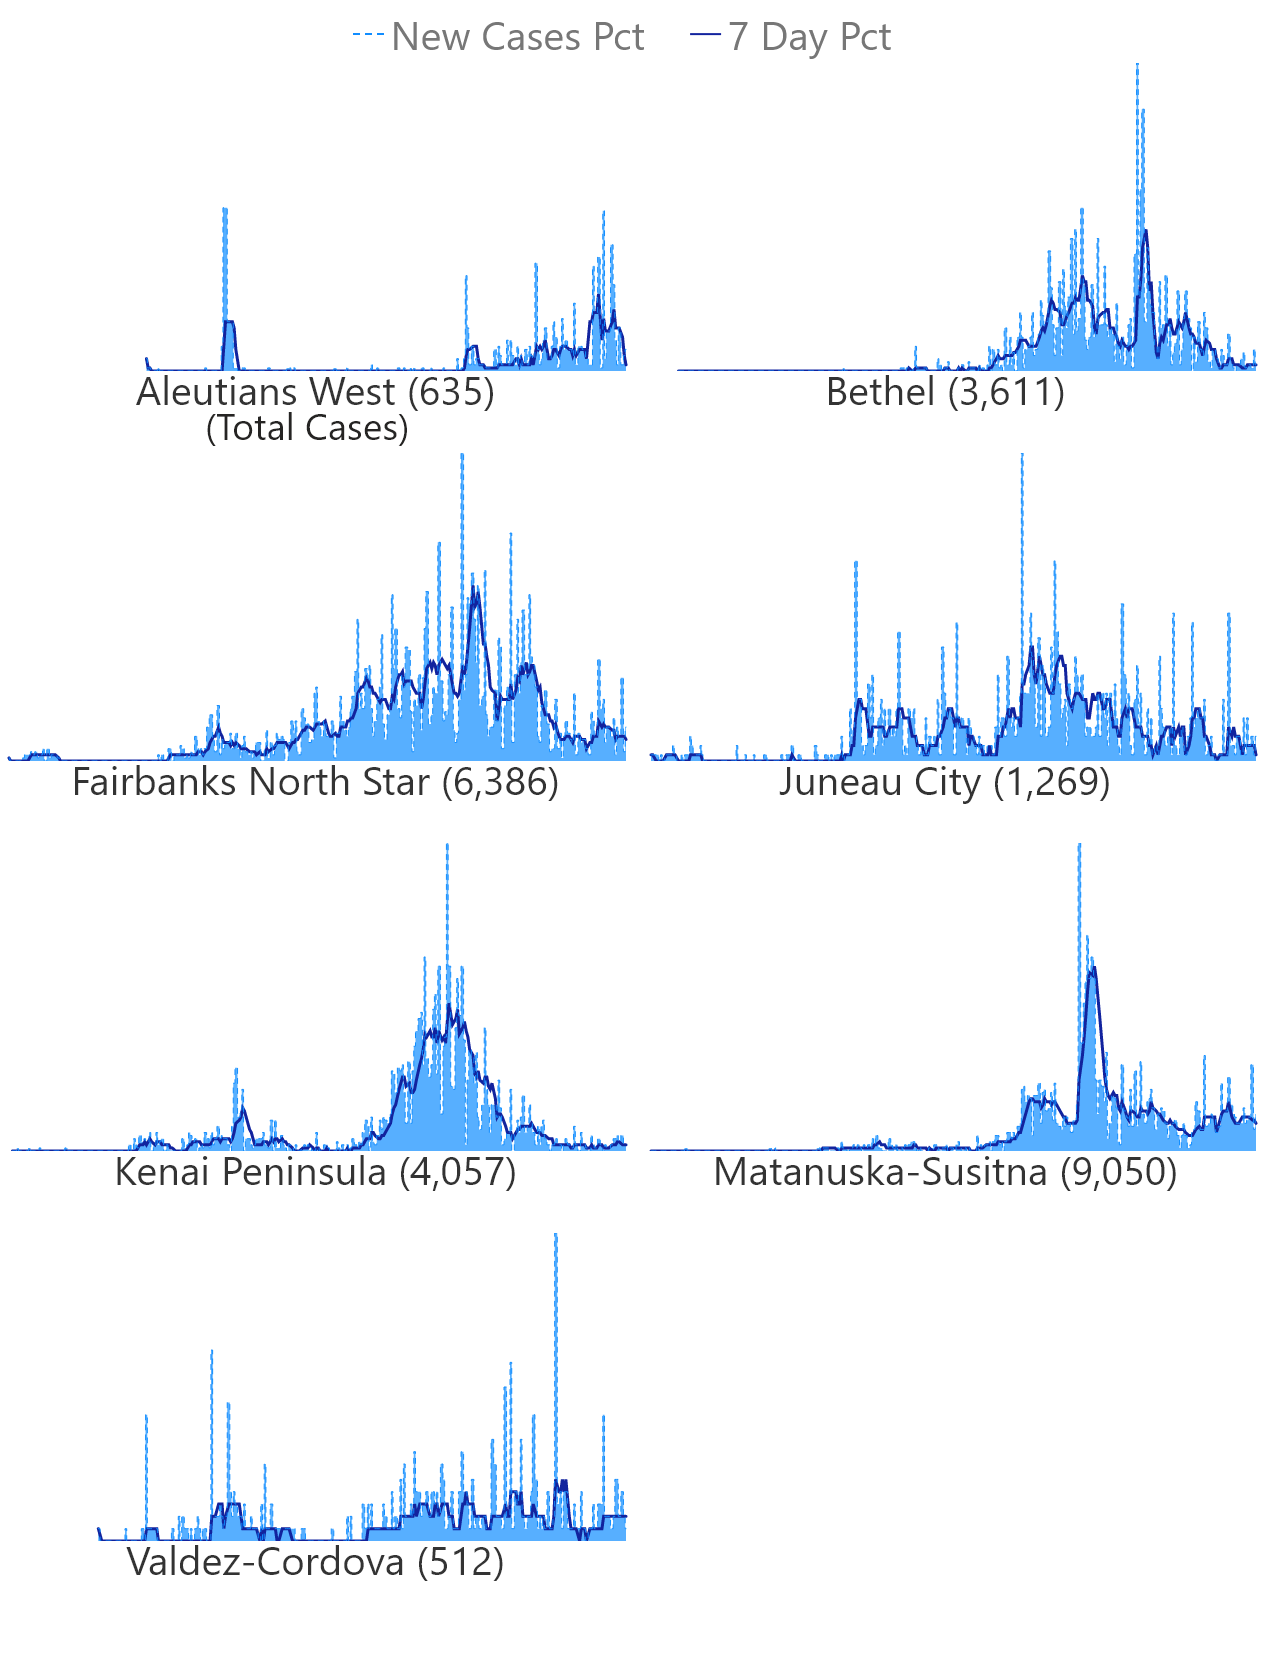 New Cases Pct 7 Day Pct
Aleutians West (635) Bethel (3,611)
(Total Cases)
Fairbanks North Star (6,386) Juneau City (1,269)
Kenai Peninsula (4,057) Matanuska-Susitna (9,050)
Valdez-Cordova (512)